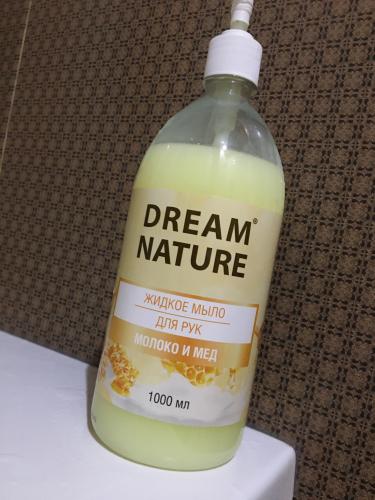 DREAM®
NATURE
ЖИДКОЕ МЫЛО
ДЛЯ РУК
МОЛОКО И МЕД
1000 мл